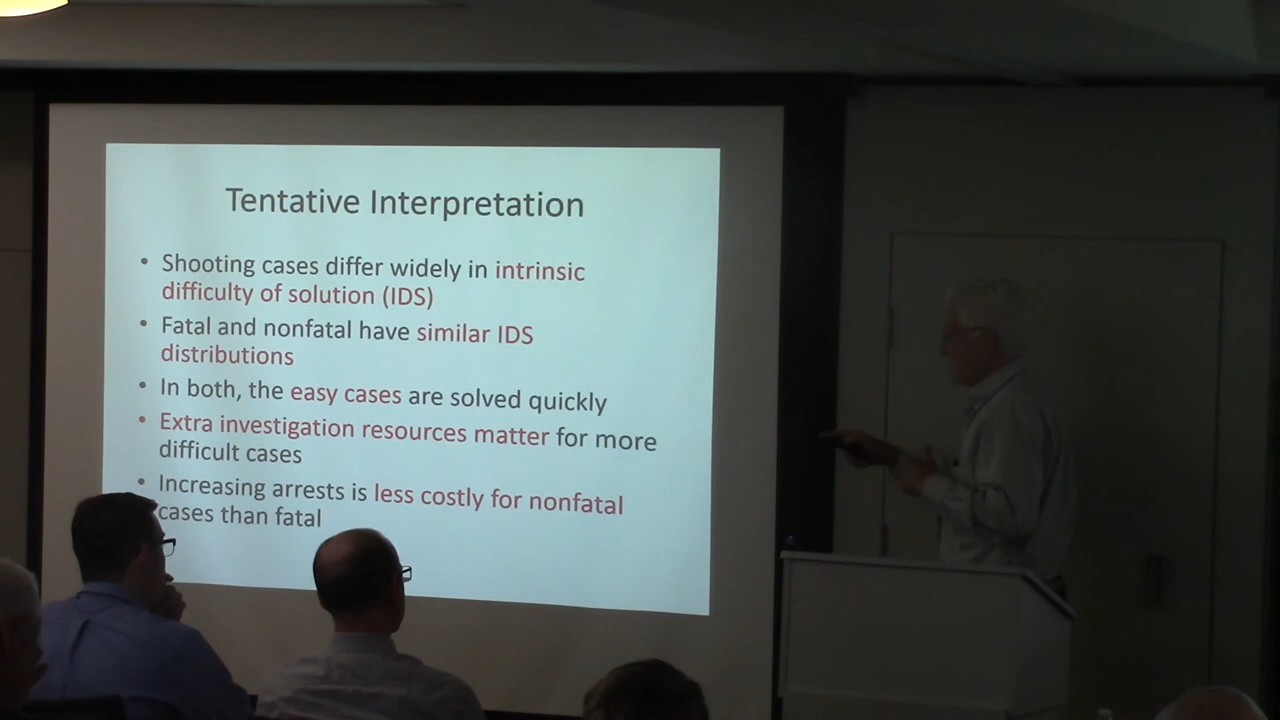 Tentative Interpretation
• Shooting cases differ widely in intrinsic
difficulty of solution (IDS)
• Fatal and nonfatal have similar IDS
distributions
• In both, the easy cases are solved quickly
• Extra investigation resources matter for more
difficult cases
• Increasing arrests is less costly for nonfatal
cases than fatal